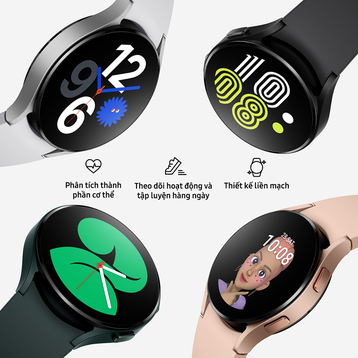 9 12
6
10
08
Phân tích thành
phần cơ thể
Theo dõi hoạt động và
tập luyện hàng ngày
Thiết kế liền mạch
10:08